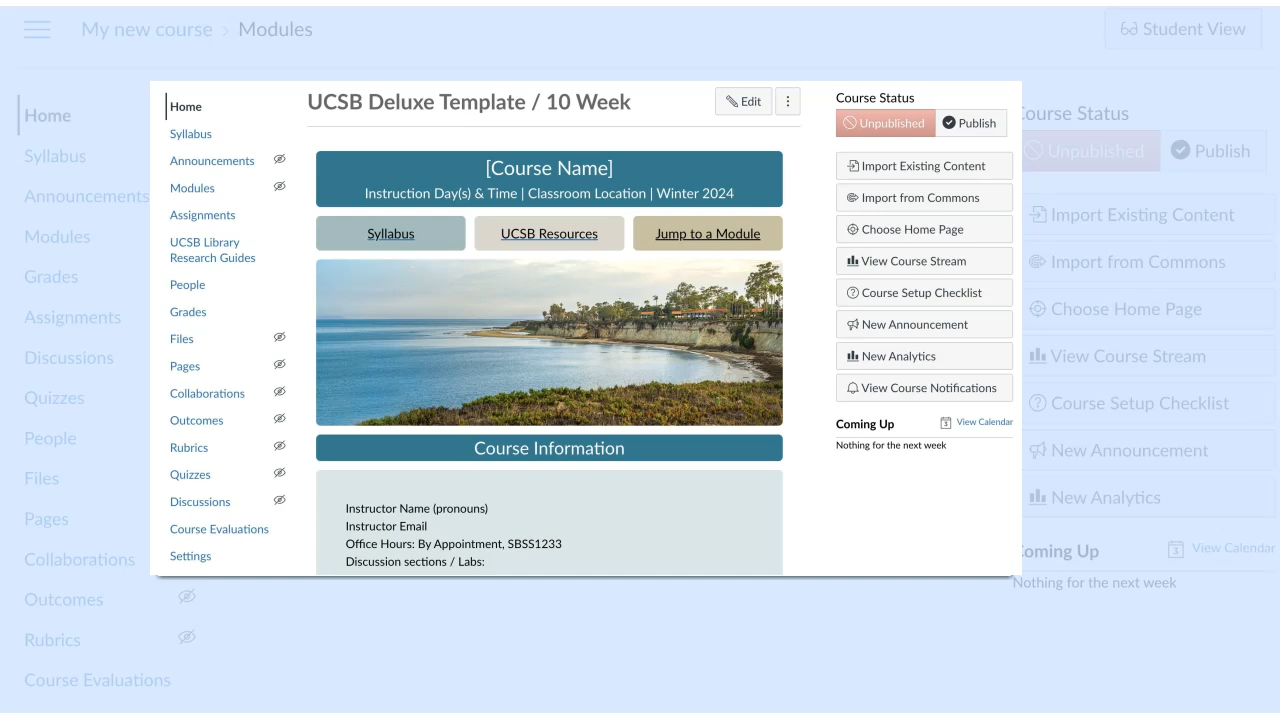 My new course › Modules
Student View
Home
Syllabus
Announcements
Modules
Grades
Assignments
Discussions
Quizzes
People
Files
Pages
Collaborations
Outcomes
Rubrics
Course Evaluations
Home
Syllabus
Announcements
Modules
Assignments
UCSB Library
Research Guides
People
Grades
Files
Pages
Collaborations
Outcomes
Rubrics
Quizzes
Discussions
Course Evaluations
Settings
UCSB Deluxe Template / 10 Week
Edit
[Course Name]
Instruction Day(s) & Time | Classroom Location | Winter 2024
Syllabus
UCSB Resources
Jump to a Module
Course Information
Instructor Name (pronouns)
Instructor Email
Office Hours: By Appointment, SBSS1233
Discussion sections / Labs:
Course Status
Unpublished
Publish
Import Existing Content
Import from Commons
Choose Home Page
View Course Stream
Course Setup Checklist
New Announcement
New Analytics
View Course Notifications
Coming Up
View Calendar
Nothing for the next week
Course Status
Unpublished
Publish
Import Existing Content
Import from Commons
Choose Home Page
View Course Stream
Course Setup Checklist
New Announcement
New Analytics
Coming Up
View Calendar
Nothing for the next week